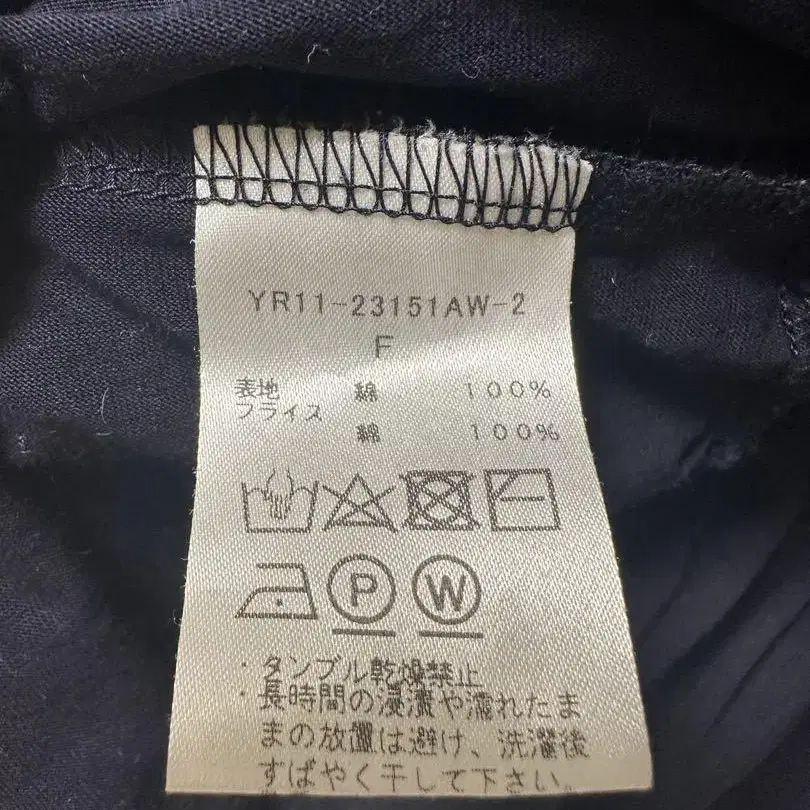 YR11-23151AW-2
F
表地 綿 100%
フライス
綿 100%
P W
・タンブル乾燥禁止
・長時間の浸漬や濡れたま
まの放置は避け、洗濯後
すばやく干して下さい。